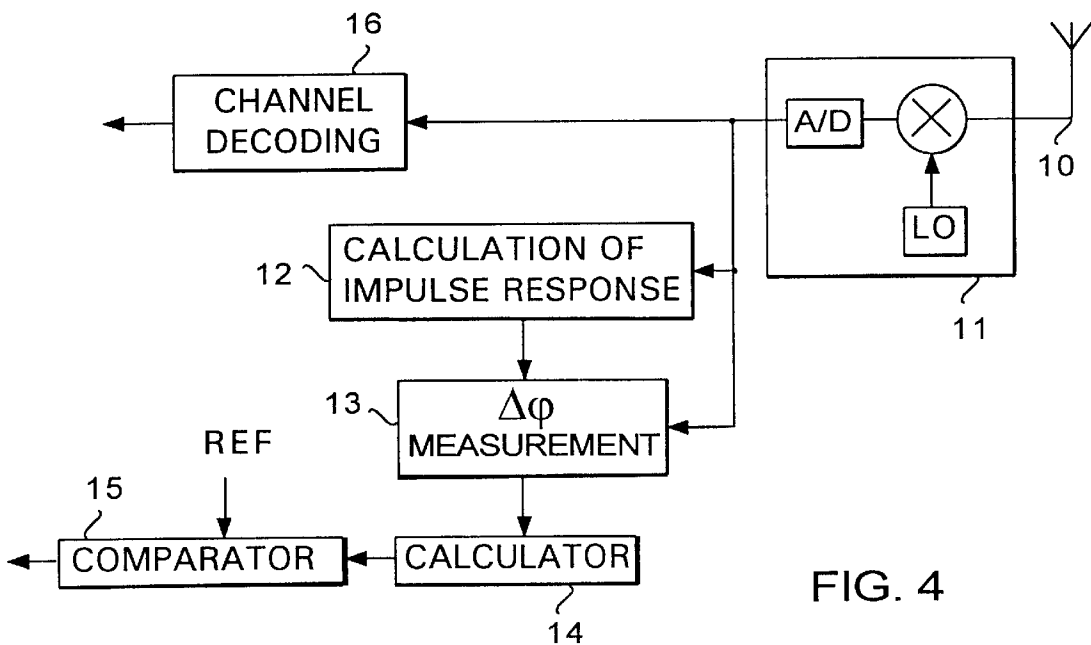 16
CHANNEL
DECODING
A/D
10
LO
11
12
CALCULATION OF
IMPULSE RESPONSE
13
Δφ
MEASUREMENT
REF
15
COMPARATOR
CALCULATOR
14
FIG. 4